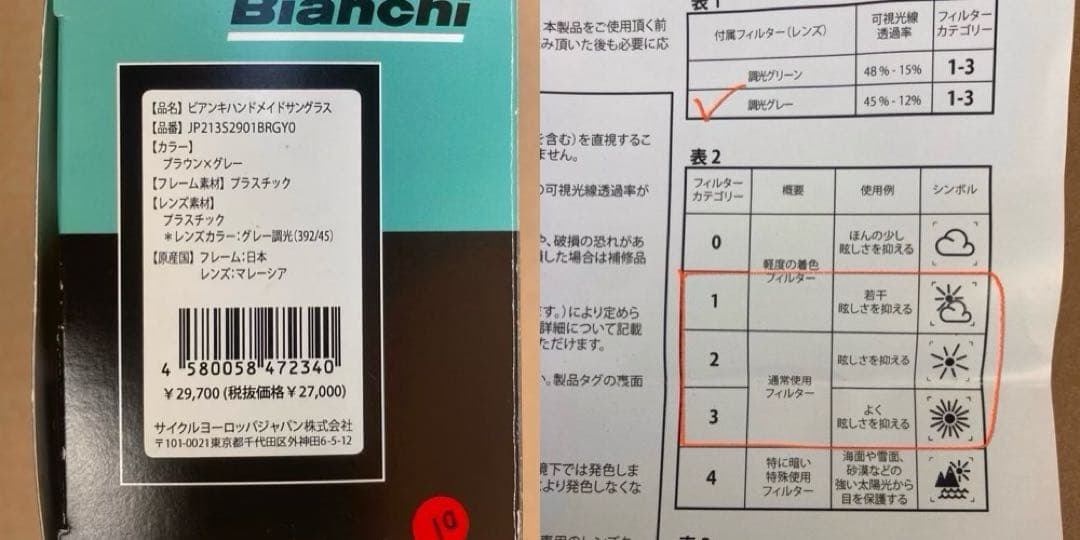 Bianchi
【品名】ビアンキハンドメイドサングラス
【品番】JP213S2901BRGY0
【カラー】
ブラウン×グレー
【フレーム素材】プラスチック
【レンズ素材】
プラスチック
＊レンズカラー:グレー調光(392/45)
【原産国】フレーム:日本
レンズ:マレーシア
4 580058 472340
￥29,700 (税抜価格￥27,000)
サイクルヨーロッパジャパン株式会社
〒101-0021東京都千代田区外神田6-5-12
10
本製品をご使用頂く前
み頂いた後も必要に応
を含む)を直視するこ
ません。
の可視光線透過率が
や、破損の恐れがあ
した場合は補修品
ます。)により定めら
詳細について記載
ただけます。
い。製品タグの裏面
境下では発色しま
より発色しなくな
表1
付属フィルター(レンズ) 可視光線透過率 フィルターカテゴリー
調光グリーン 48%-15% 1-3
調光グレー 45%-12% 1-3
表2
フィルターカテゴリー 概要 使用例 シンボル
0 軽度の着色フィルター ほんの少し眩しさを抑える
1 若干眩しさを抑える
2 通常使用フィルター 眩しさを抑える
3 よく眩しさを抑える
4 特に暗い特殊使用フィルター 海面や雪面、砂漠などの強い太陽光から目を保護する